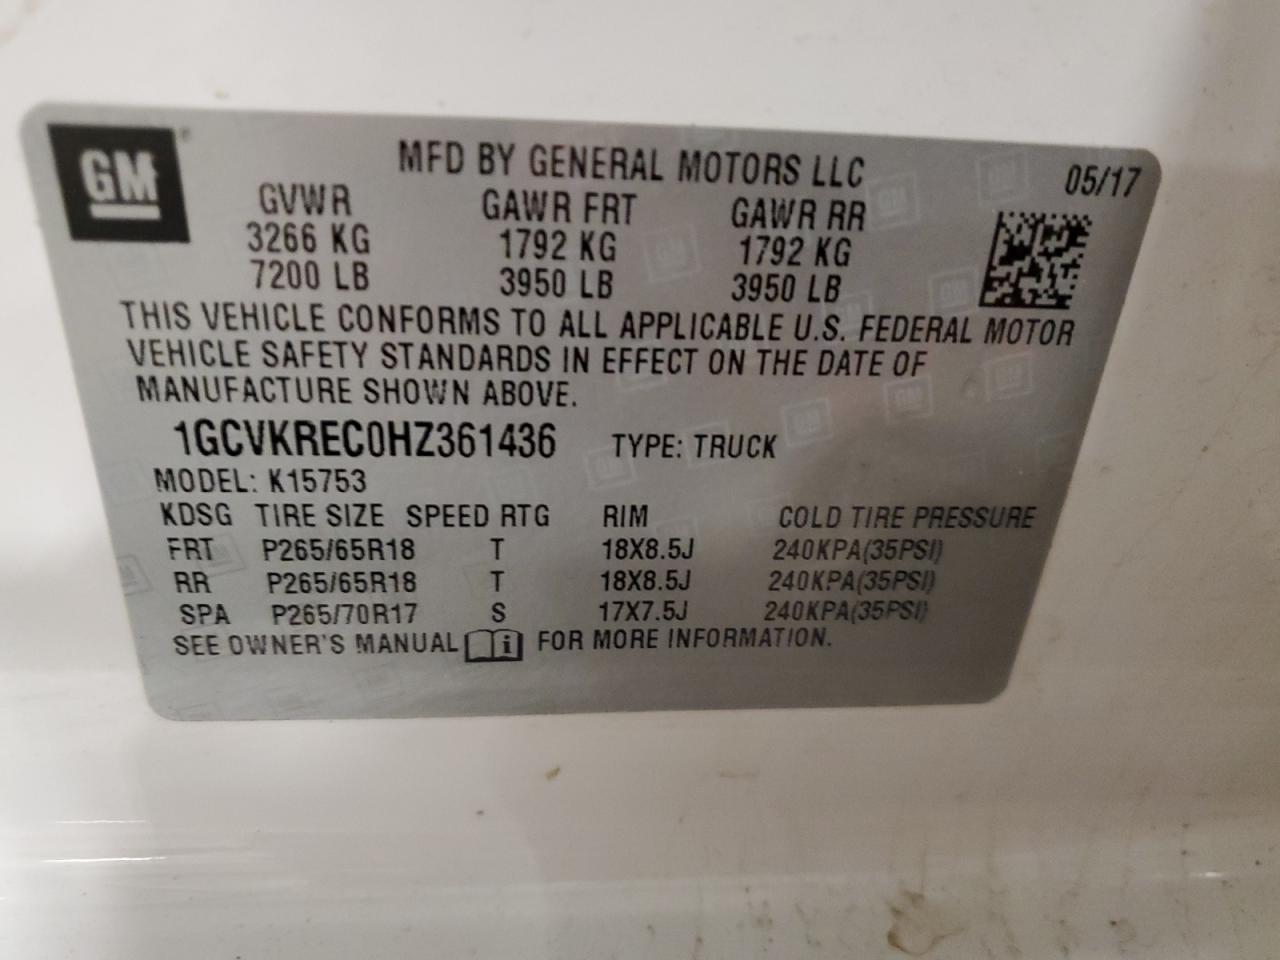 GM
MFD BY GENERAL MOTORS LLC 05/17
GVWR GAWR FRT GAWR RR
3266 KG 1792 KG 1792 KG
7200 LB 3950 LB 3950 LB
THIS VEHICLE CONFORMS TO ALL APPLICABLE U.S. FEDERAL MOTOR
VEHICLE SAFETY STANDARDS IN EFFECT ON THE DATE OF
MANUFACTURE SHOWN ABOVE.
1GCVKREC0HZ361436 TYPE: TRUCK
MODEL: K15753
KDSG TIRE SIZE SPEED RTG RIM COLD TIRE PRESSURE
FRT P265/65R18 T 18X8.5J 240KPA(35PSI)
RR P265/65R18 T 18X8.5J 240KPA(35PSI)
SPA P265/70R17 S 17X7.5J 240KPA(35PSI)
SEE OWNER'S MANUAL i FOR MORE INFORMATION.